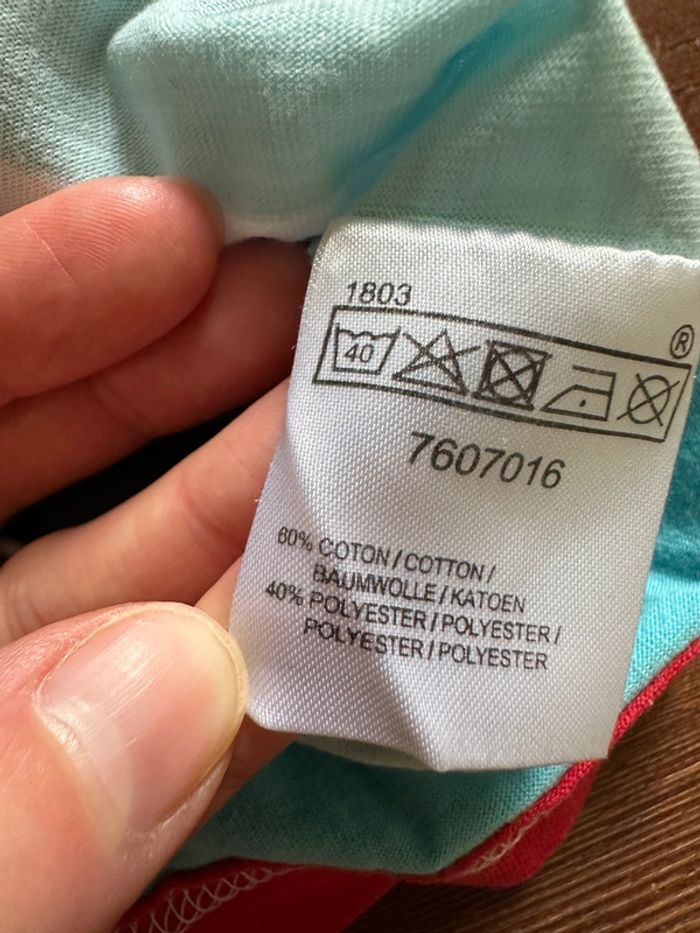 1803
®
40
7607016
60% COTON / COTTON /
BAUMWOLLE / KATOEN
40% POLYESTER / POLYESTER /
POLYESTER / POLYESTER